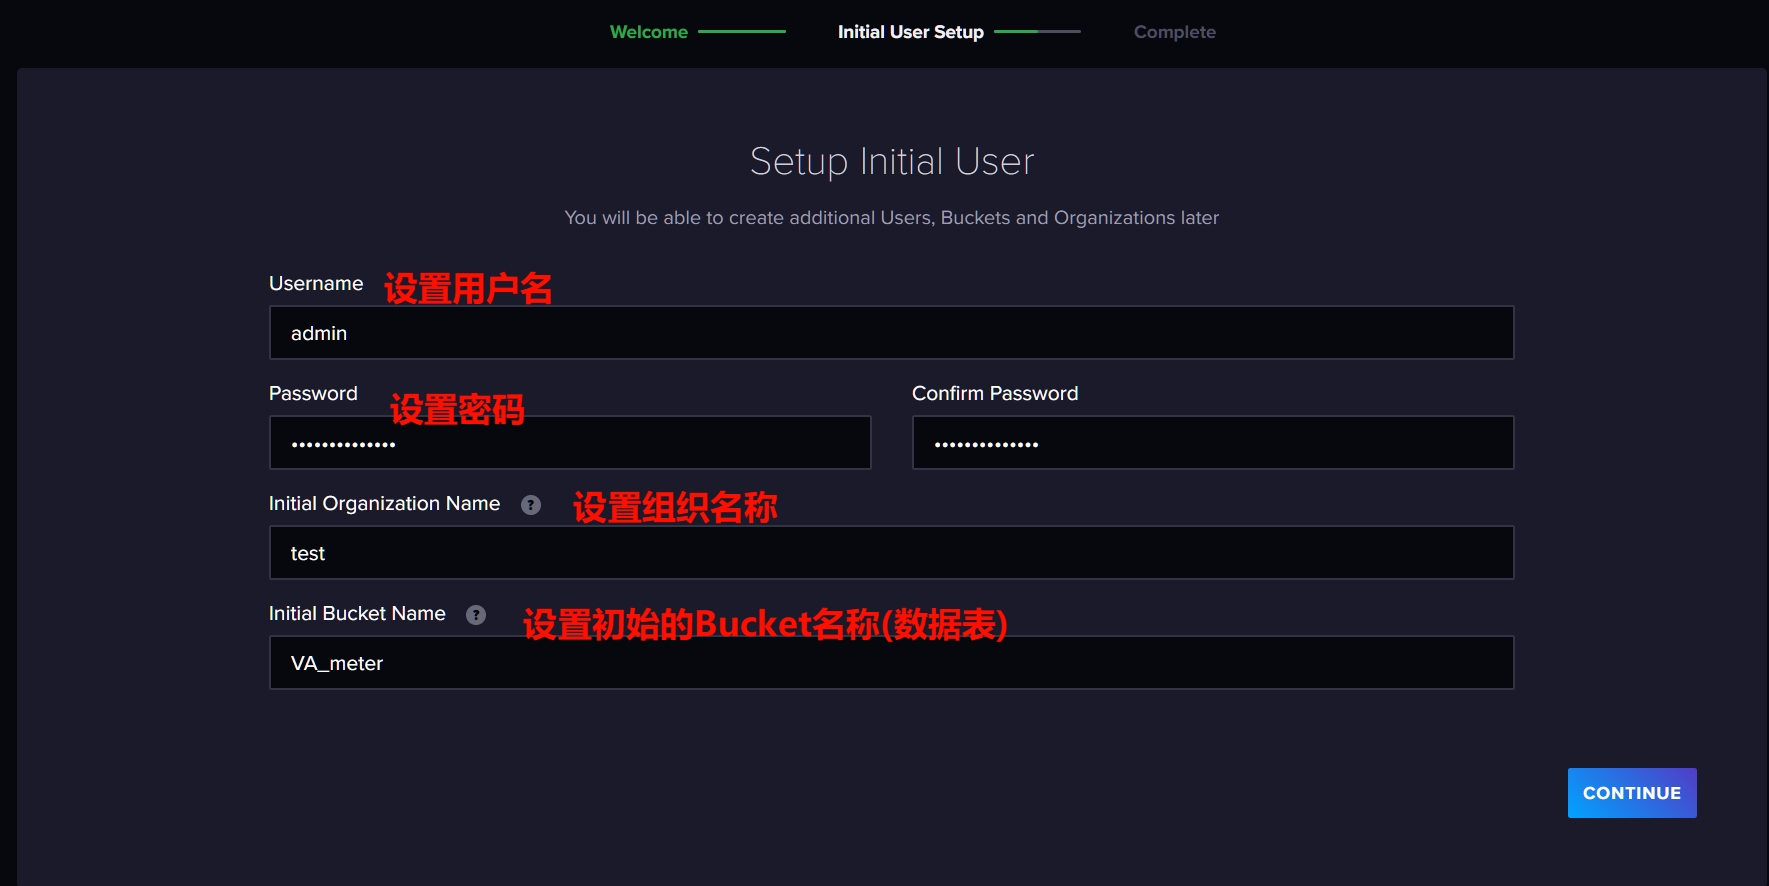 Welcome
Initial User Setup
Complete
Setup Initial User
You will be able to create additional Users, Buckets and Organizations later
Username
设置用户名
admin
Password
设置密码
Confirm Password
••••••••••••••
••••••••••••••
Initial Organization Name ?
设置组织名称
test
Initial Bucket Name ?
设置初始的Bucket名称(数据表)
VA_meter
CONTINUE